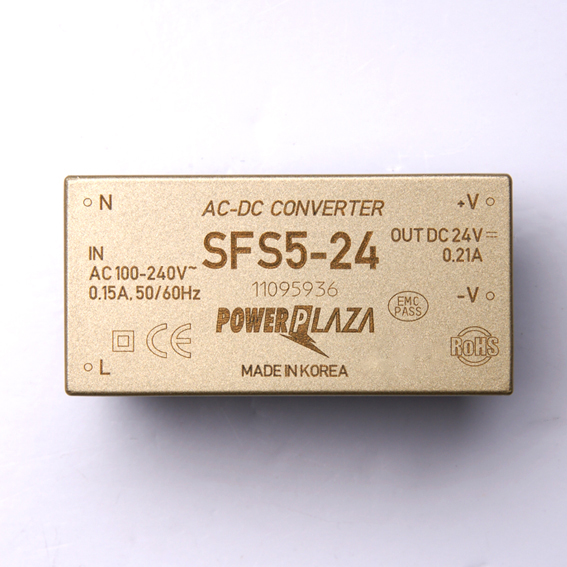 N
AC-DC CONVERTER
+V
IN
SFS5-24
OUT DC 24V⎓
AC 100-240V~
0.21A
0.15A, 50/60Hz
11095936
-V
EMC
PASS
POWERPLAZA
CE
RoHS
L
MADE IN KOREA